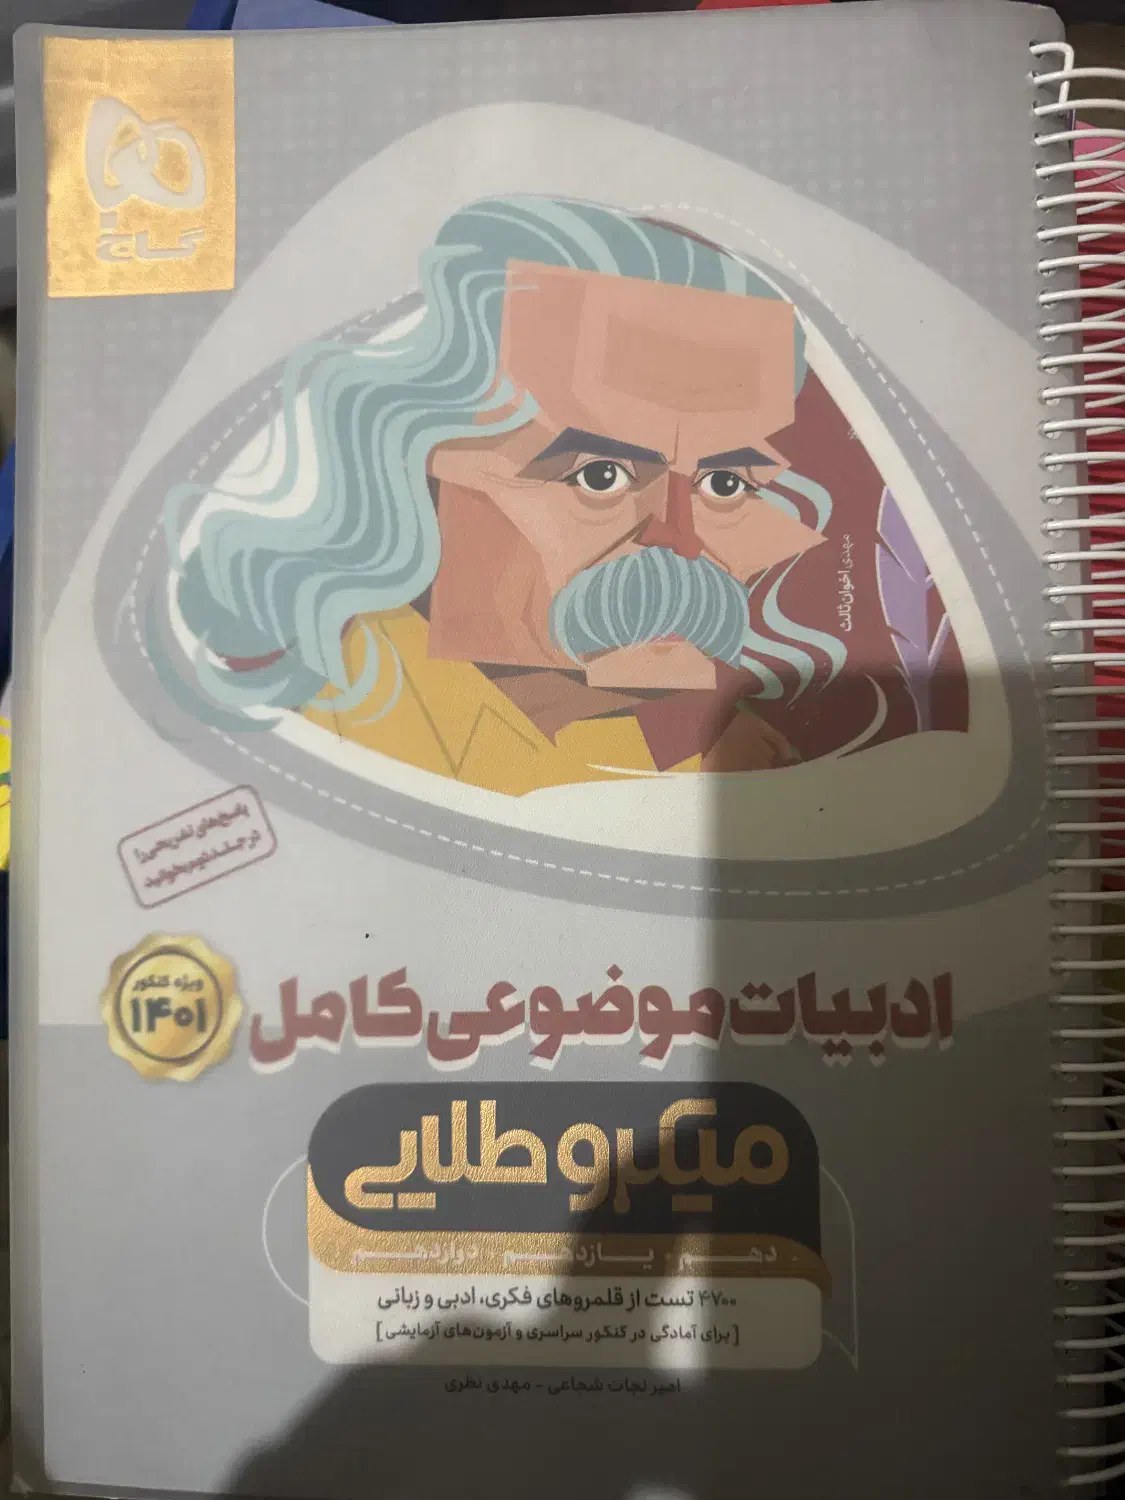 گاج
مهدی اخوان ثالث
پاسخ‌های تشریحی را
در جلد دوم بخوانید
ویژه کنکور
۱۴۰۱
ادبیات موضوعی کامل
میکرو طلایی
دهم . یازدهم . دوازدهم
۴۷۰۰ تست از قلمروهای فکری، ادبی و زبانی
[برای آمادگی در کنکور سراسری و آزمون‌های آزمایشی]
امیر نجات شجاعی - مهدی نظری